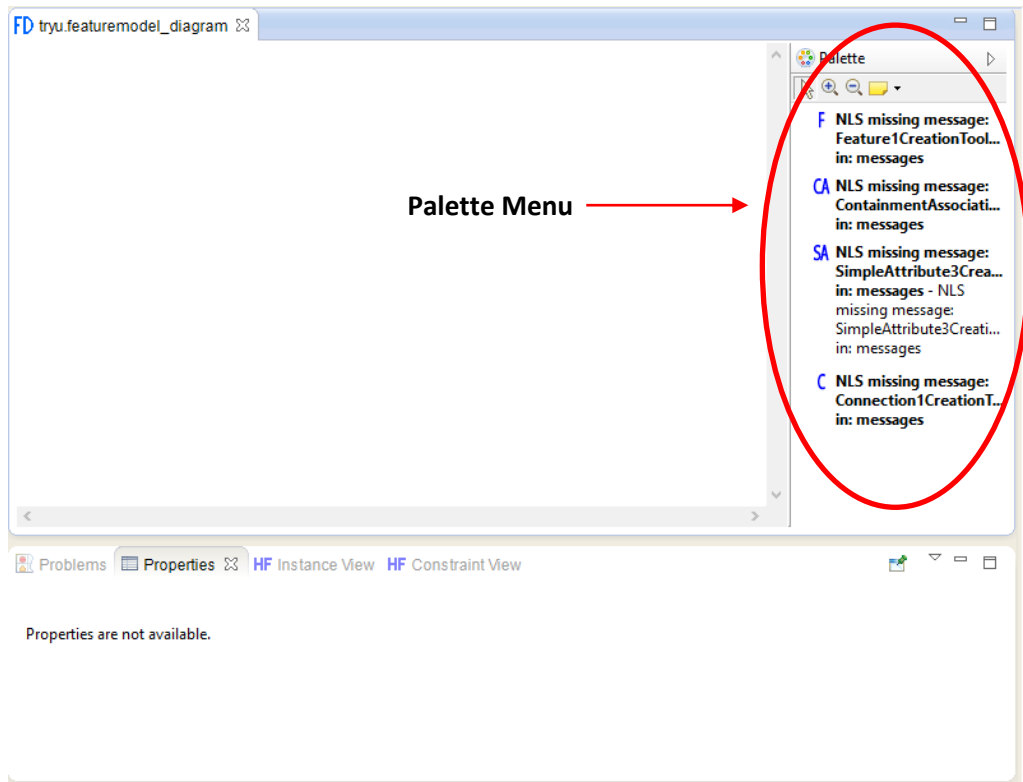 FD tryu.featuremodel_diagram
Palette
F NLS missing message:
Feature1CreationTool...
in: messages
CA NLS missing message:
ContainmentAssociati...
in: messages
Palette Menu
SA NLS missing message:
SimpleAttribute3Crea...
in: messages - NLS
missing message:
SimpleAttribute3Creati...
in: messages
C NLS missing message:
Connection1CreationT...
in: messages
Problems Properties HF Instance View HF Constraint View
Properties are not available.